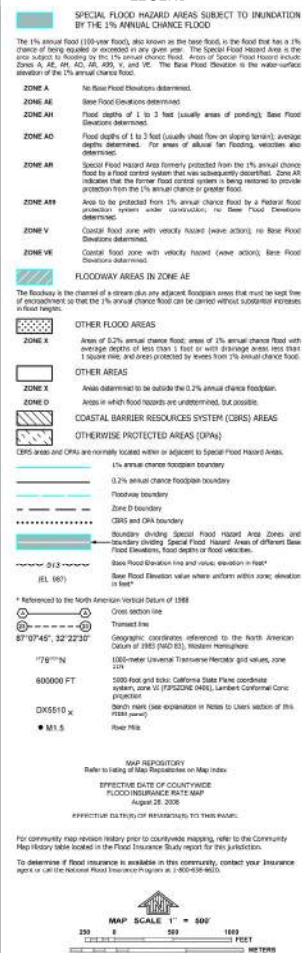 LEGEND
SPECIAL FLOOD HAZARD AREAS SUBJECT TO INUNDATION
BY THE 1% ANNUAL CHANCE FLOOD
The 1% annual flood (100-year flood), also known as the base flood, is the flood that has a 1%
chance of being equaled or exceeded in any given year. The Special Flood Hazard Area is the
area subject to flooding by the 1% annual chance flood. Areas of Special Flood Hazard include
Zones A, AE, AH, AO, AR, A99, V, and VE. The Base Flood Elevation is the water-surface
elevation of the 1% annual chance flood.
ZONE A No Base Flood Elevations determined.
ZONE AE Base Flood Elevations determined.
ZONE AH Flood depths of 1 to 3 feet (usually areas of ponding); Base Flood
Elevations determined.
ZONE AO Flood depths of 1 to 3 feet (usually sheet flow on sloping terrain); average
depths determined. For areas of alluvial fan flooding, velocities also
determined.
ZONE AR Special Flood Hazard Area formerly protected from the 1% annual chance
flood by a flood control system that was subsequently decertified. Zone AR
indicates that the former flood control system is being restored to provide
protection from the 1% annual chance or greater flood.
ZONE A99 Area to be protected from 1% annual chance flood by a Federal flood
protection system under construction; no Base Flood Elevations
determined.
ZONE V Coastal flood zone with velocity hazard (wave action); no Base Flood
Elevations determined.
ZONE VE Coastal flood zone with velocity hazard (wave action); Base Flood
Elevations determined.
FLOODWAY AREAS IN ZONE AE
The floodway is the channel of a stream plus any adjacent floodplain areas that must be kept free
of encroachment so that the 1% annual chance flood can be carried without substantial increases
in flood heights.
OTHER FLOOD AREAS
ZONE X Areas of 0.2% annual chance flood; areas of 1% annual chance flood with
average depths of less than 1 foot or with drainage areas less than
1 square mile; and areas protected by levees from 1% annual chance flood.
OTHER AREAS
ZONE X Areas determined to be outside the 0.2% annual chance floodplain.
ZONE D Areas in which flood hazards are undetermined, but possible.
COASTAL BARRIER RESOURCES SYSTEM (CBRS) AREAS
OTHERWISE PROTECTED AREAS (OPAs)
CBRS areas and OPAs are normally located within or adjacent to Special Flood Hazard Areas.
1% annual chance floodplain boundary
0.2% annual chance floodplain boundary
Floodway boundary
Zone D boundary
CBRS and OPA boundary
Boundary dividing Special Flood Hazard Area Zones and
boundary dividing Special Flood Hazard Areas of different Base
Flood Elevations, flood depths or flood velocities.
513 Base Flood Elevation line and value; elevation in feet*
(EL 987) Base Flood Elevation value where uniform within zone; elevation
in feet*
* Referenced to the North American Vertical Datum of 1988
A A Cross section line
23 23 Transect line
87°07'45", 32°22'30" Geographic coordinates referenced to the North American
Datum of 1983 (NAD 83), Western Hemisphere
76 N 1000-meter Universal Transverse Mercator grid values, zone
600000 FT 5000-foot grid ticks: California State Plane coordinate
system, zone VI (FIPSZONE 0406), Lambert Conformal Conic
projection
DX5510 x Bench mark (see explanation in Notes to Users section of this
FIRM panel)
● M1.5 River Mile
MAP REPOSITORY
Refer to listing of Map Repositories on Map Index
EFFECTIVE DATE OF COUNTYWIDE
FLOOD INSURANCE RATE MAP
August 28, 2008
EFFECTIVE DATE(S) OF REVISION(S) TO THIS PANEL
For community map revision history prior to countywide mapping, refer to the Community
Map History table located in the Flood Insurance Study report for this jurisdiction.
To determine if flood insurance is available in this community, contact your Insurance
agent or call the National Flood Insurance Program at 1-800-638-6620.
MAP SCALE 1" = 500'
250 0 500 1000
FEET
METERS